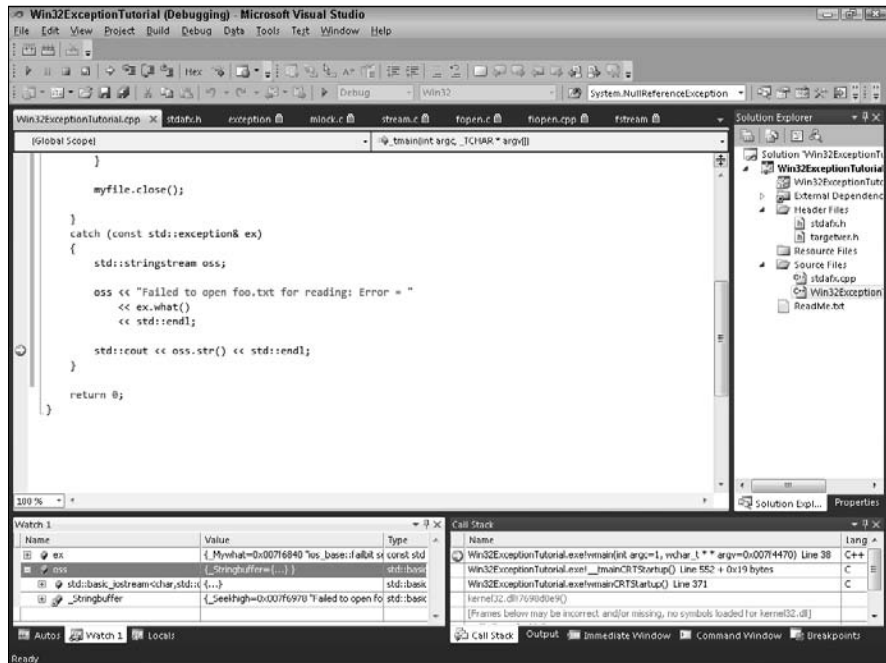 Win32ExceptionTutorial (Debugging) - Microsoft Visual Studio
File Edit View Project Build Debug Data Tools Test Window Help
Hex
Debug Win32 System.NullReferenceException
Win32ExceptionTutorial.cpp stdafx.h exception mlock.c stream.c fopen.c fiopen.cpp fstream
(Global Scope) _tmain(int argc, _TCHAR * argv[])
}
myfile.close();
}
catch (const std::exception& ex)
{
std::stringstream oss;
oss << "Failed to open foo.txt for reading: Error = "
<< ex.what()
<< std::endl;
std::cout << oss.str() << std::endl;
}
return 0;
}
100 %
Solution Explorer
Solution 'Win32ExceptionTu
Win32ExceptionTutorial
Win32ExceptionTuto
External Dependenc
Header Files
stdafx.h
targetver.h
Resource Files
Source Files
stdafx.cpp
Win32Exception
ReadMe.txt
Solution Expl... Properties
Watch 1
Name Value Type
ex {_Mywhat=0x007f6840 "ios_base::failbit se const std
oss {_Stringbuffer={...} } std::basic
std::basic_iostream<char,std::c {...} std::basic
_Stringbuffer {_Seekhigh=0x007f6978 "Failed to open fo std::basic
Autos Watch 1 Locals
Call Stack
Name Lang
Win32ExceptionTutorial.exe!wmain(int argc=1, wchar_t * * argv=0x007f4470) Line 38 C++
Win32ExceptionTutorial.exe!__tmainCRTStartup() Line 552 + 0x19 bytes C
Win32ExceptionTutorial.exe!wmainCRTStartup() Line 371 C
kernel32.dll!7698d0e9()
[Frames below may be incorrect and/or missing, no symbols loaded for kernel32.dll]
Call Stack Output Immediate Window Command Window Breakpoints
Ready